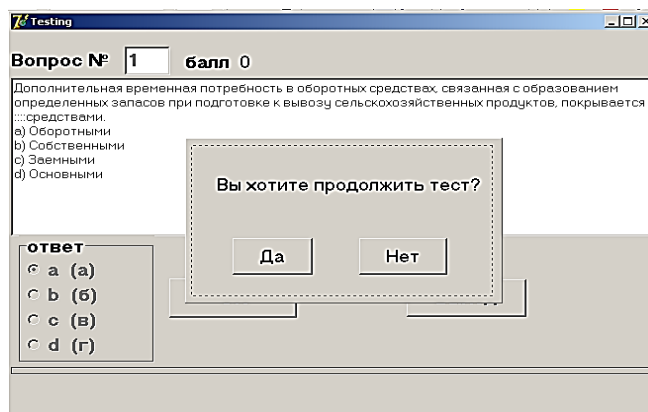 Testing
Вопрос № 1 балл 0
Дополнительная временная потребность в оборотных средствах, связанная с образованием
определенных запасов при подготовке к вывозу сельскохозяйственных продуктов, покрывается
::::средствами.
a) Оборотными
b) Собственными
c) Заемными
d) Основными
Вы хотите продолжить тест?
Да Нет
ответ
a (а)
b (б)
c (в)
d (г)